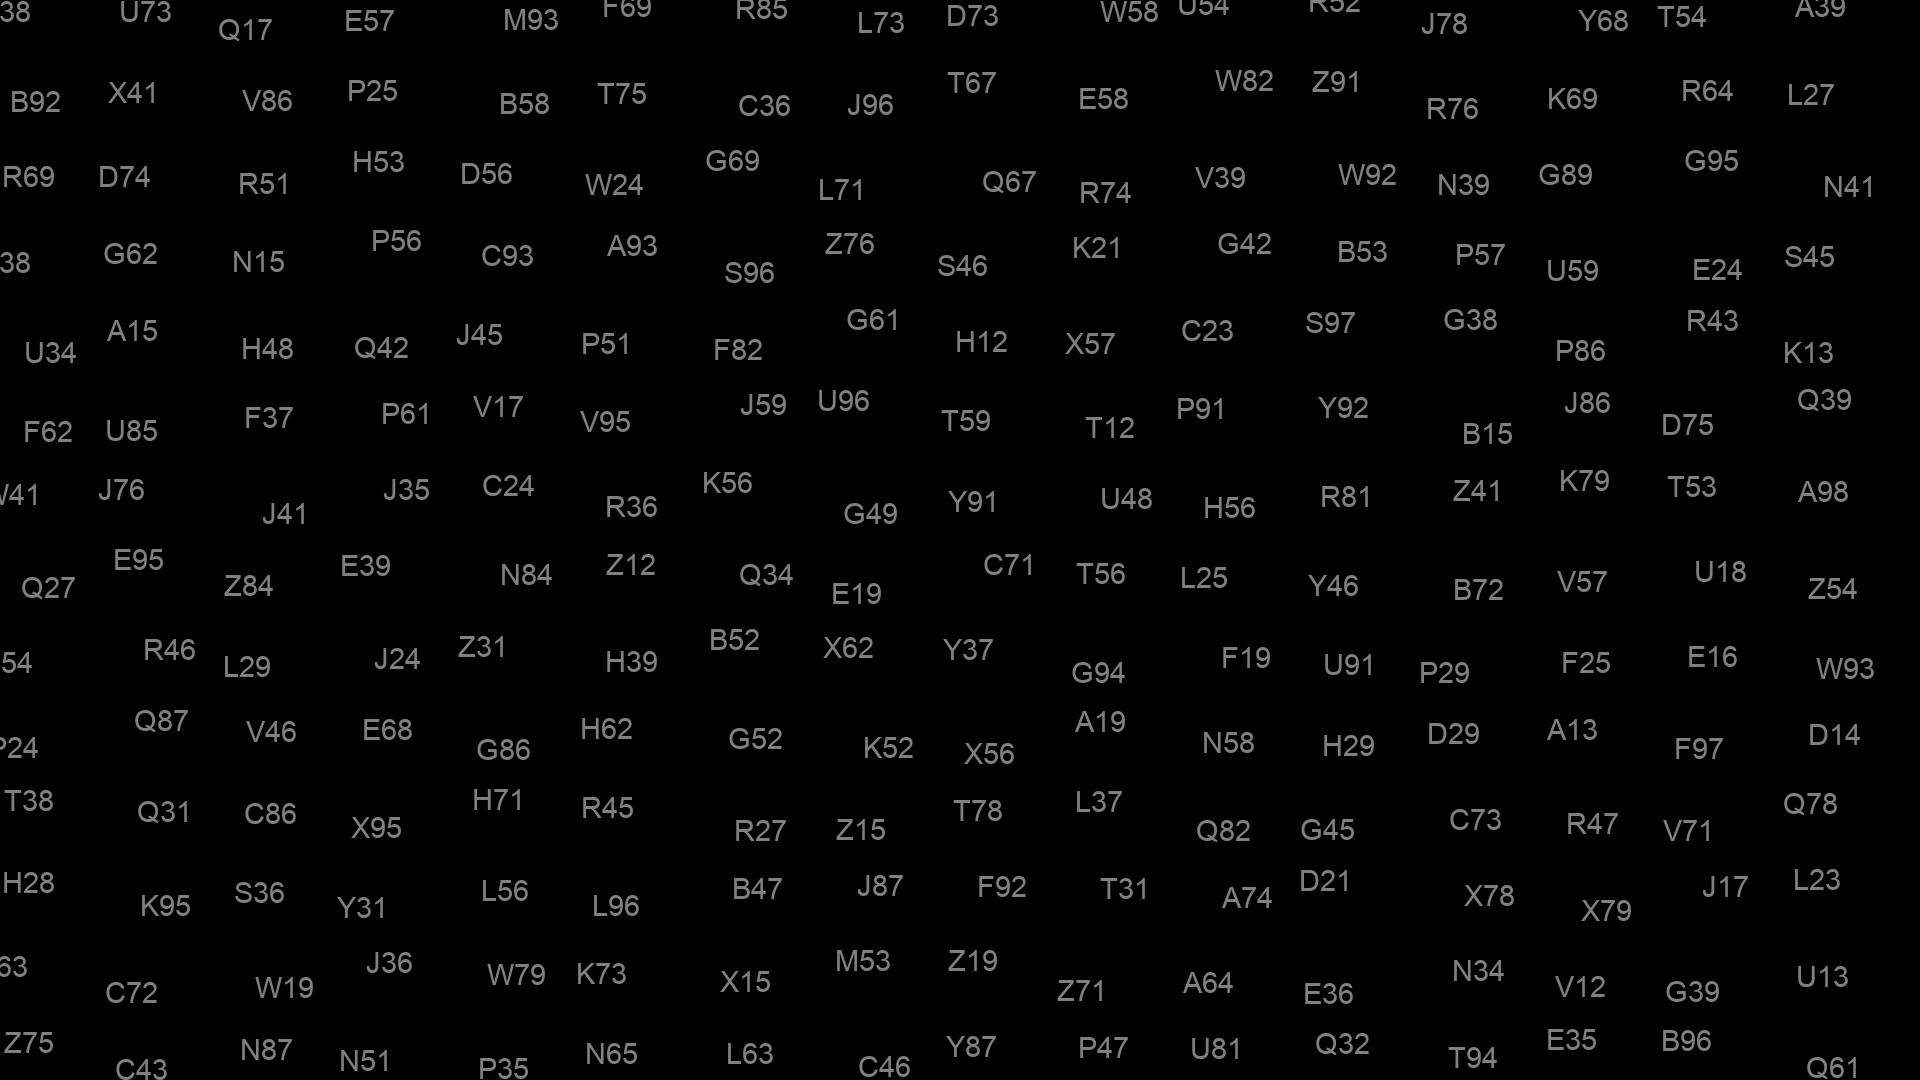 38 U73 Q17 E57 M93 F69 R85 L73 D73 W58 U54 R52 J78 Y68 T54 A39
B92 X41 V86 P25 B58 T75 C36 J96 T67 E58 W82 Z91 R76 K69 R64 L27
R69 D74 R51 H53 D56 W24 G69 L71 Q67 R74 V39 W92 N39 G89 G95 N41
38 G62 N15 P56 C93 A93 S96 Z76 S46 K21 G42 B53 P57 U59 E24 S45
U34 A15 H48 Q42 J45 P51 F82 G61 H12 X57 C23 S97 G38 P86 R43 K13
F62 U85 F37 P61 V17 V95 J59 U96 T59 T12 P91 Y92 B15 J86 D75 Q39
W41 J76 J41 J35 C24 R36 K56 G49 Y91 U48 H56 R81 Z41 K79 T53 A98
Q27 E95 Z84 E39 N84 Z12 Q34 E19 C71 T56 L25 Y46 B72 V57 U18 Z54
54 R46 L29 J24 Z31 H39 B52 X62 Y37 G94 F19 U91 P29 F25 E16 W93
P24 Q87 V46 E68 G86 H62 G52 K52 X56 A19 N58 H29 D29 A13 F97 D14
T38 Q31 C86 X95 H71 R45 R27 Z15 T78 L37 Q82 G45 C73 R47 V71 Q78
H28 K95 S36 Y31 L56 L96 B47 J87 F92 T31 A74 D21 X78 X79 J17 L23
63 C72 W19 J36 W79 K73 X15 M53 Z19 Z71 A64 E36 N34 V12 G39 U13
Z75 C43 N87 N51 P35 N65 L63 C46 Y87 P47 U81 Q32 T94 E35 B96 Q61